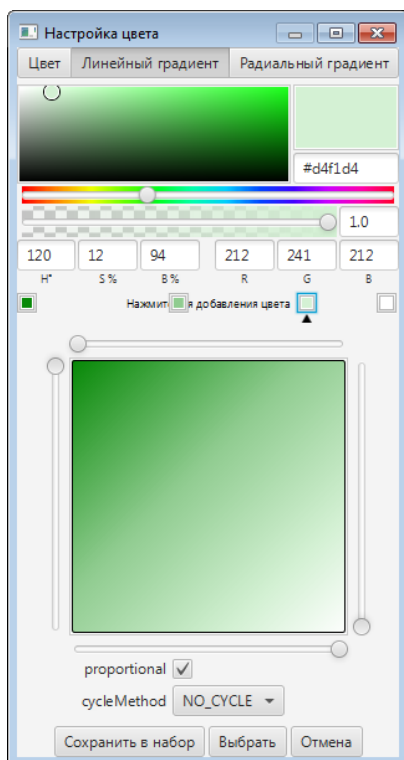 Настройка цвета
Цвет Линейный градиент Радиальный градиент
#d4f1d4
1.0
120 12 94 212 241 212
H° S % B % R G B
Нажмит я добавления цвета
proportional
cycleMethod NO_CYCLE
Сохранить в набор Выбрать Отмена